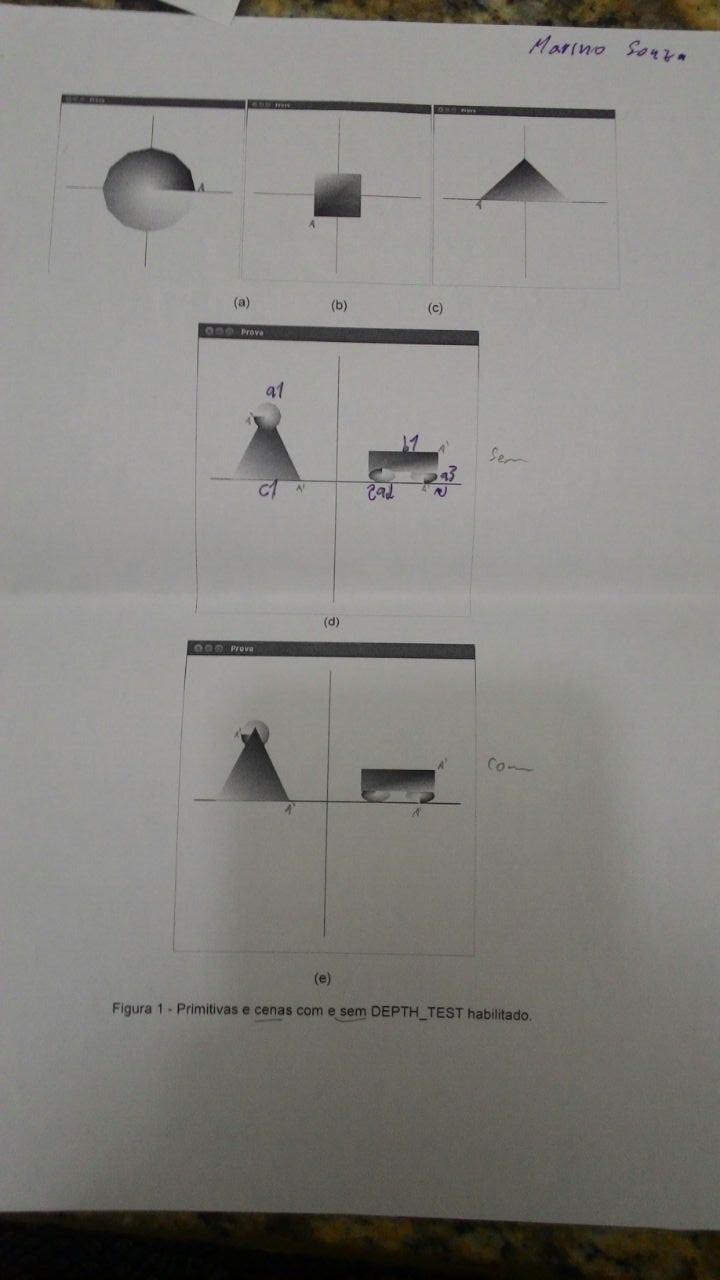 Marino Souza
Prova Prova Prova
A
A
A
(a) (b) (c)
Prova
a1
A'
b1 A'
Sem
a3
c1 A' a2 A'
(d)
Prova
A' A'
Com
A' A'
(e)
Figura 1 - Primitivas e cenas com e sem DEPTH_TEST habilitado.